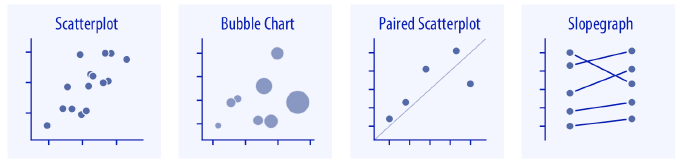 Scatterplot
Bubble Chart
Paired Scatterplot
Slopegraph